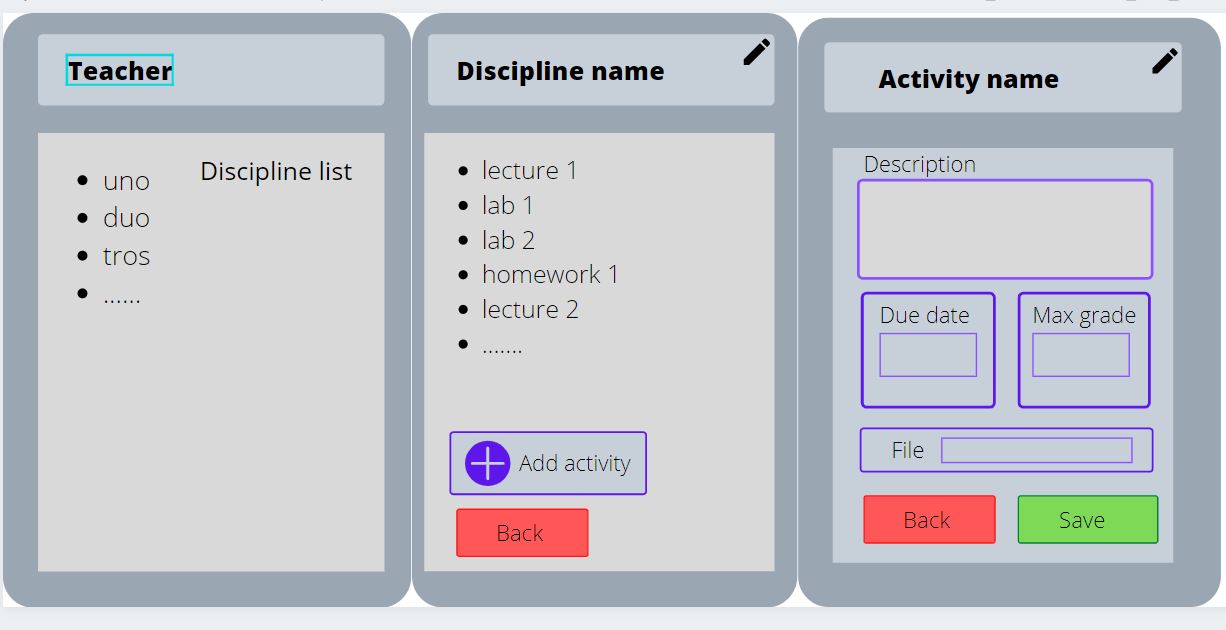 Teacher
Discipline list
uno
duo
tros
......
Discipline name
lecture 1
lab 1
lab 2
homework 1
lecture 2
.......
Add activity
Back
Activity name
Description
Due date
Max grade
File
Back
Save